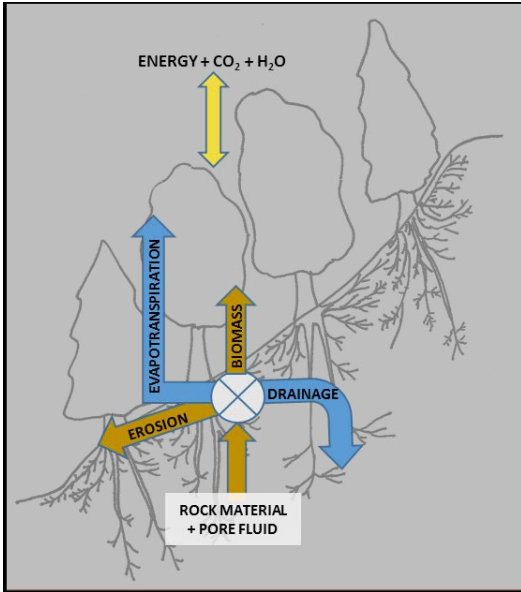 ENERGY + CO₂ + H₂O
EVAPOTRANSPIRATION
BIOMASS
DRAINAGE
EROSION
ROCK MATERIAL
+ PORE FLUID